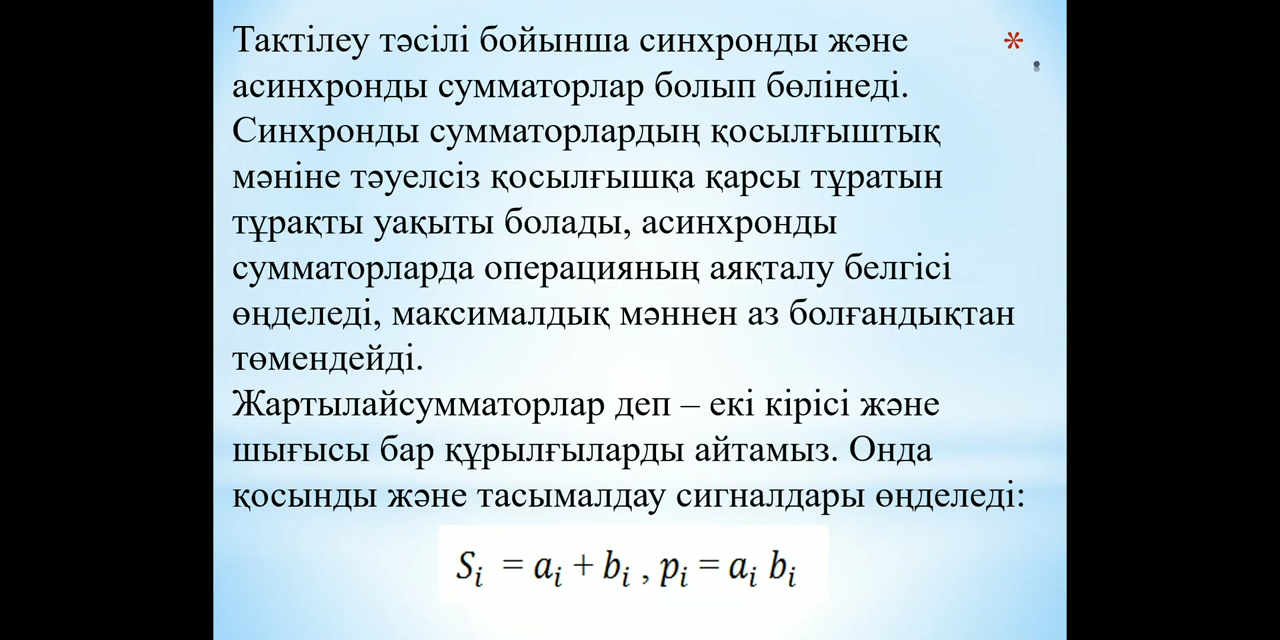 Тактілеу тәсілі бойынша синхронды және
асинхронды сумматорлар болып бөлінеді.
Синхронды сумматорлардың қосылғыштық
мәніне тәуелсіз қосылғышқа қарсы тұратын
тұрақты уақыты болады, асинхронды
сумматорларда операцияның аяқталу белгісі
өңделеді, максималдық мәннен аз болғандықтан
төмендейді.
Жартылайсумматорлар деп – екі кірісі және
шығысы бар құрылғыларды айтамыз. Онда
қосынды және тасымалдау сигналдары өңделеді:
Sᵢ = aᵢ + bᵢ , pᵢ = aᵢ bᵢ